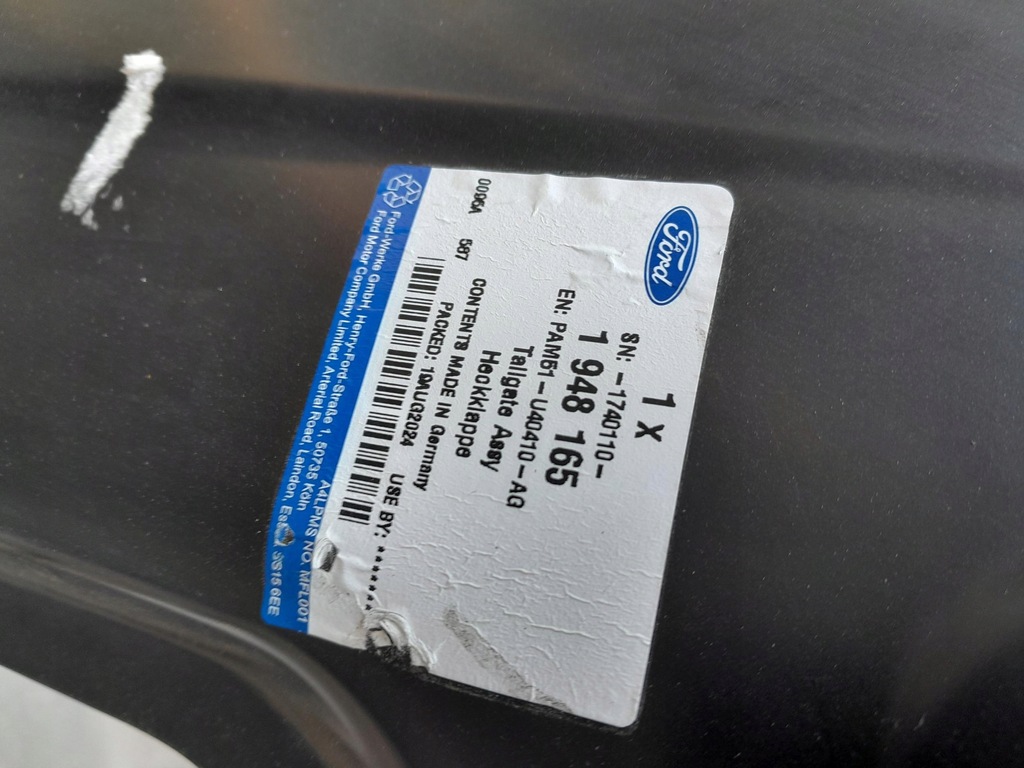 Ford
1 X
SN: -1740110-
1 948 165
EN: PAM51-U40410-AG
Tailgate Assy
Heckklappe
0096A 587 CONTENTS MADE IN Germany
PACKED: 19AUG2024 USE BY: *******
A4LPMS NO. MFL001
Ford-Werke GmbH, Henry-Ford-Straße 1, 50735 Köln
Ford Motor Company Limited, Arterial Road, Laindon, SS15 6EE